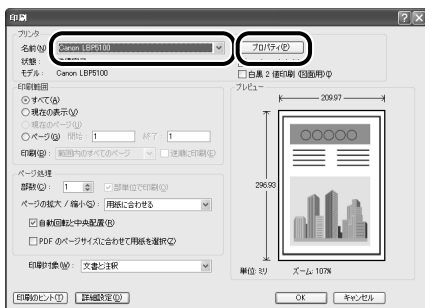 印刷
プリンタ
名前(N): Canon LBP5100 プロパティ(P)
状態:
モデル: Canon LBP5100
白黒 2 値印刷 (図面用)(I)
印刷範囲
すべて(A)
現在の表示(V)
現在のページ(U)
ページ(G) 開始: 1 終了: 1
印刷(B): 範囲内のすべてのページ 逆順に印刷(E)
ページ処理
部数(C): 1 部単位で印刷(O)
ページの拡大 / 縮小(S): 用紙に合わせる
自動回転と中央配置(R)
PDF のページサイズに合わせて用紙を選択(Z)
印刷対象(W): 文書と注釈
プレビュー
209.97
296.93
単位: ミリ ズーム: 107%
印刷のヒント(T) 詳細設定(D) OK キャンセル